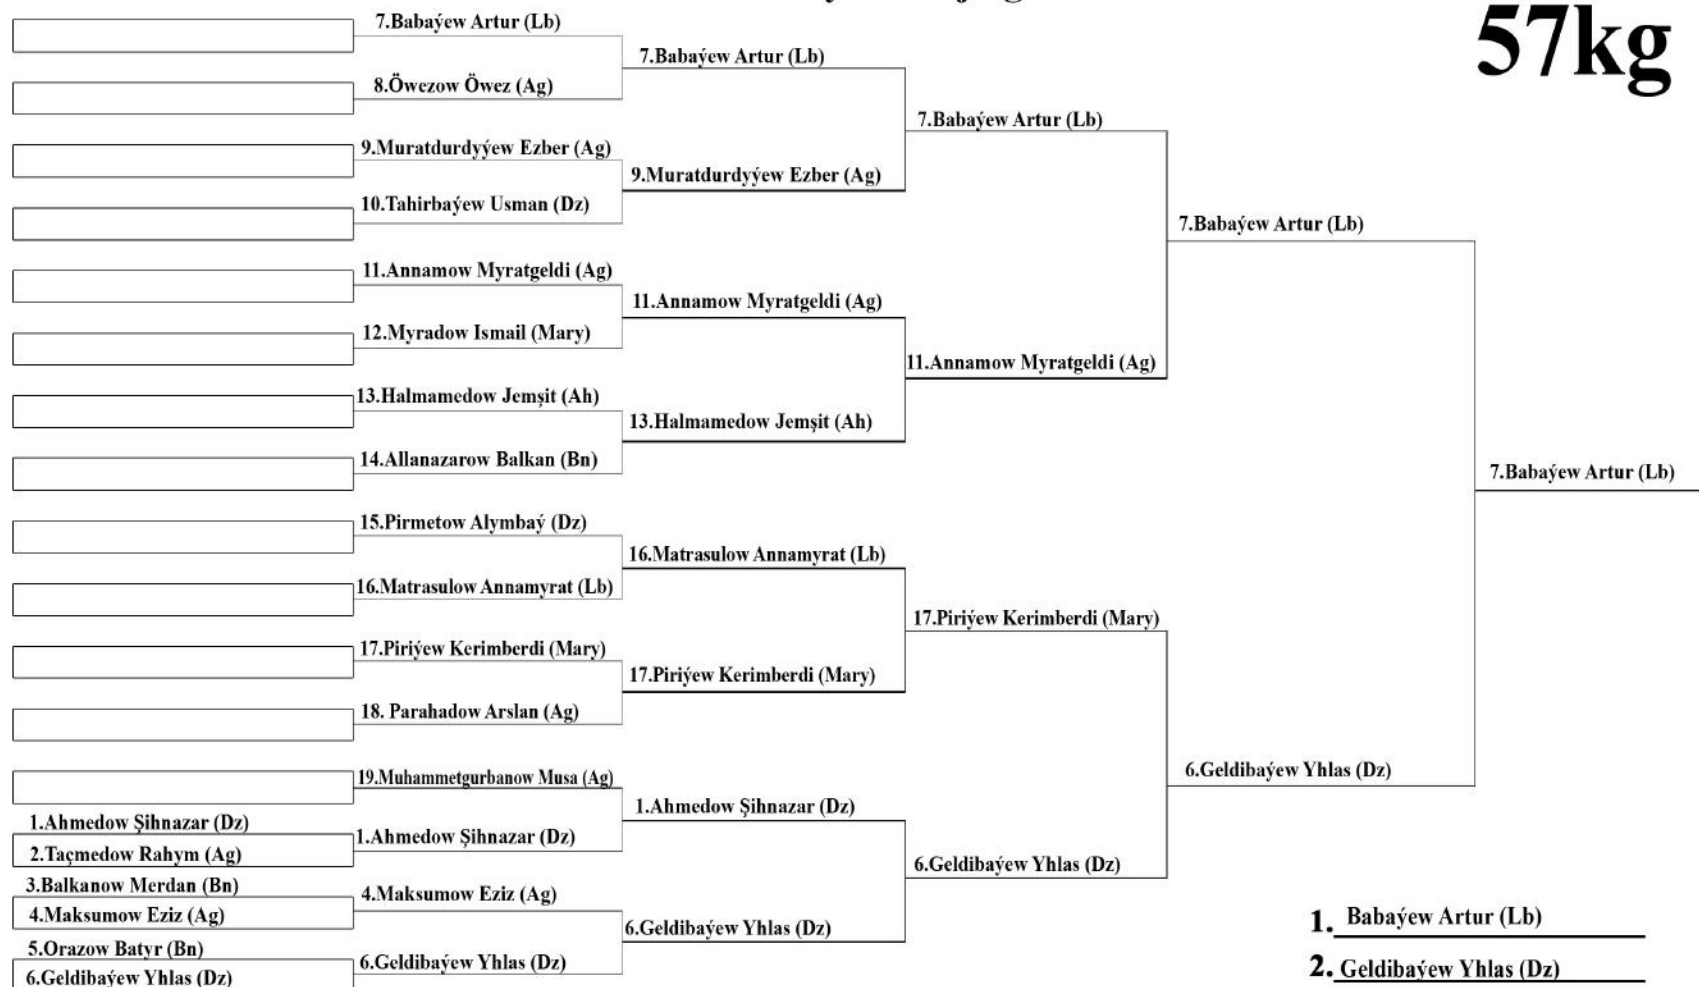 57kg
7.Babaýew Artur (Lb)
8.Öwezow Öwez (Ag)
9.Muratdurdyýew Ezber (Ag)
10.Tahirbaýew Usman (Dz)
11.Annamow Myratgeldi (Ag)
12.Myradow Ismail (Mary)
13.Halmamedow Jemşit (Ah)
14.Allanazarow Balkan (Bn)
15.Pirmetow Alymbaý (Dz)
16.Matrasulow Annamyrat (Lb)
17.Piriýew Kerimberdi (Mary)
18. Parahadow Arslan (Ag)
19.Muhammetgurbanow Musa (Ag)
1.Ahmedow Şihnazar (Dz)
2.Taçmedow Rahym (Ag)
3.Balkanow Merdan (Bn)
4.Maksumow Eziz (Ag)
5.Orazow Batyr (Bn)
6.Geldibaýew Yhlas (Dz)
1.Ahmedow Şihnazar (Dz)
4.Maksumow Eziz (Ag)
6.Geldibaýew Yhlas (Dz)
7.Babaýew Artur (Lb)
9.Muratdurdyýew Ezber (Ag)
11.Annamow Myratgeldi (Ag)
13.Halmamedow Jemşit (Ah)
16.Matrasulow Annamyrat (Lb)
17.Piriýew Kerimberdi (Mary)
1.Ahmedow Şihnazar (Dz)
6.Geldibaýew Yhlas (Dz)
7.Babaýew Artur (Lb)
11.Annamow Myratgeldi (Ag)
17.Piriýew Kerimberdi (Mary)
6.Geldibaýew Yhlas (Dz)
7.Babaýew Artur (Lb)
6.Geldibaýew Yhlas (Dz)
7.Babaýew Artur (Lb)
1. Babaýew Artur (Lb)
2. Geldibaýew Yhlas (Dz)